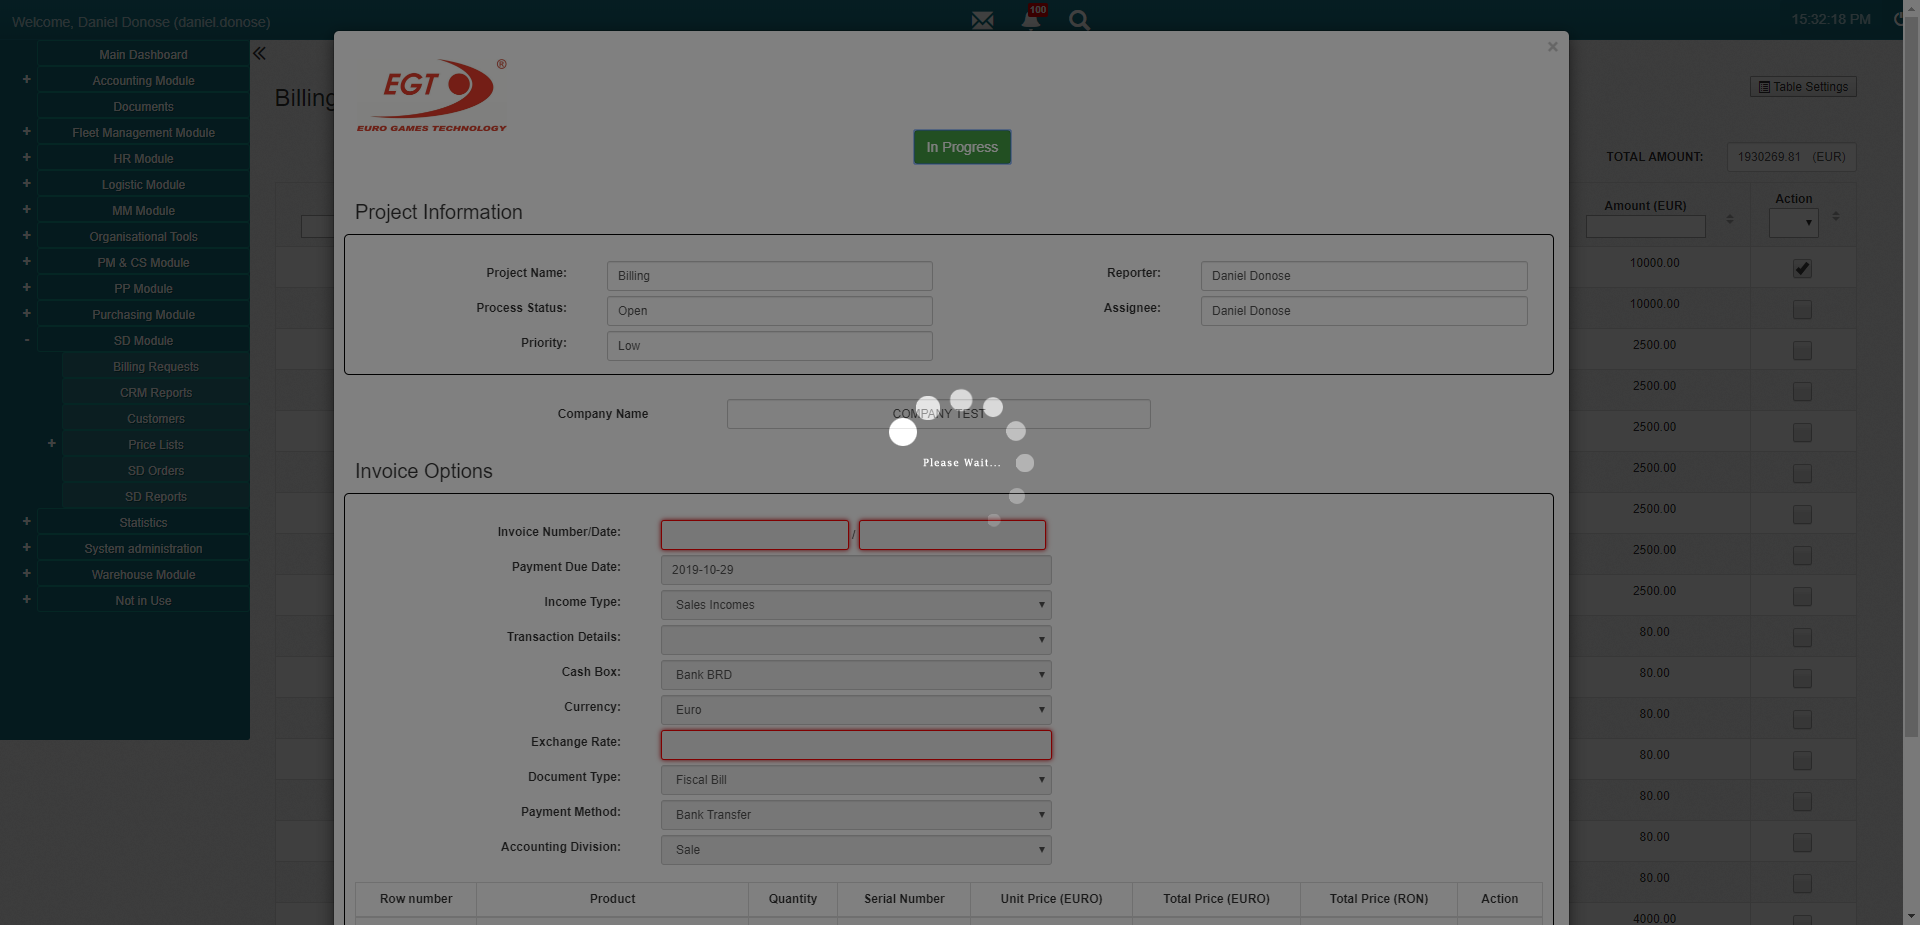 Welcome, Daniel Donose (daniel.donose)
100
15:32:18 PM
Main Dashboard
+ Accounting Module
Documents
+ Fleet Management Module
+ HR Module
+ Logistic Module
+ MM Module
+ Organisational Tools
+ PM & CS Module
+ PP Module
+ Purchasing Module
- SD Module
Billing Requests
CRM Reports
Customers
+ Price Lists
SD Orders
SD Reports
+ Statistics
+ System administration
+ Warehouse Module
+ Not in Use
Billing
Table Settings
TOTAL AMOUNT: 1930269.81 (EUR)
Amount (EUR) Action
10000.00
10000.00
2500.00
2500.00
2500.00
2500.00
2500.00
2500.00
2500.00
80.00
80.00
80.00
80.00
80.00
80.00
80.00
4000.00
×
EGT ®
EURO GAMES TECHNOLOGY
In Progress
Project Information
Project Name: Billing Reporter: Daniel Donose
Process Status: Open Assignee: Daniel Donose
Priority: Low
Company Name COMPANY TEST
Please Wait...
Invoice Options
Invoice Number/Date: /
Payment Due Date: 2019-10-29
Income Type: Sales Incomes
Transaction Details:
Cash Box: Bank BRD
Currency: Euro
Exchange Rate:
Document Type: Fiscal Bill
Payment Method: Bank Transfer
Accounting Division: Sale
Row number Product Quantity Serial Number Unit Price (EURO) Total Price (EURO) Total Price (RON) Action